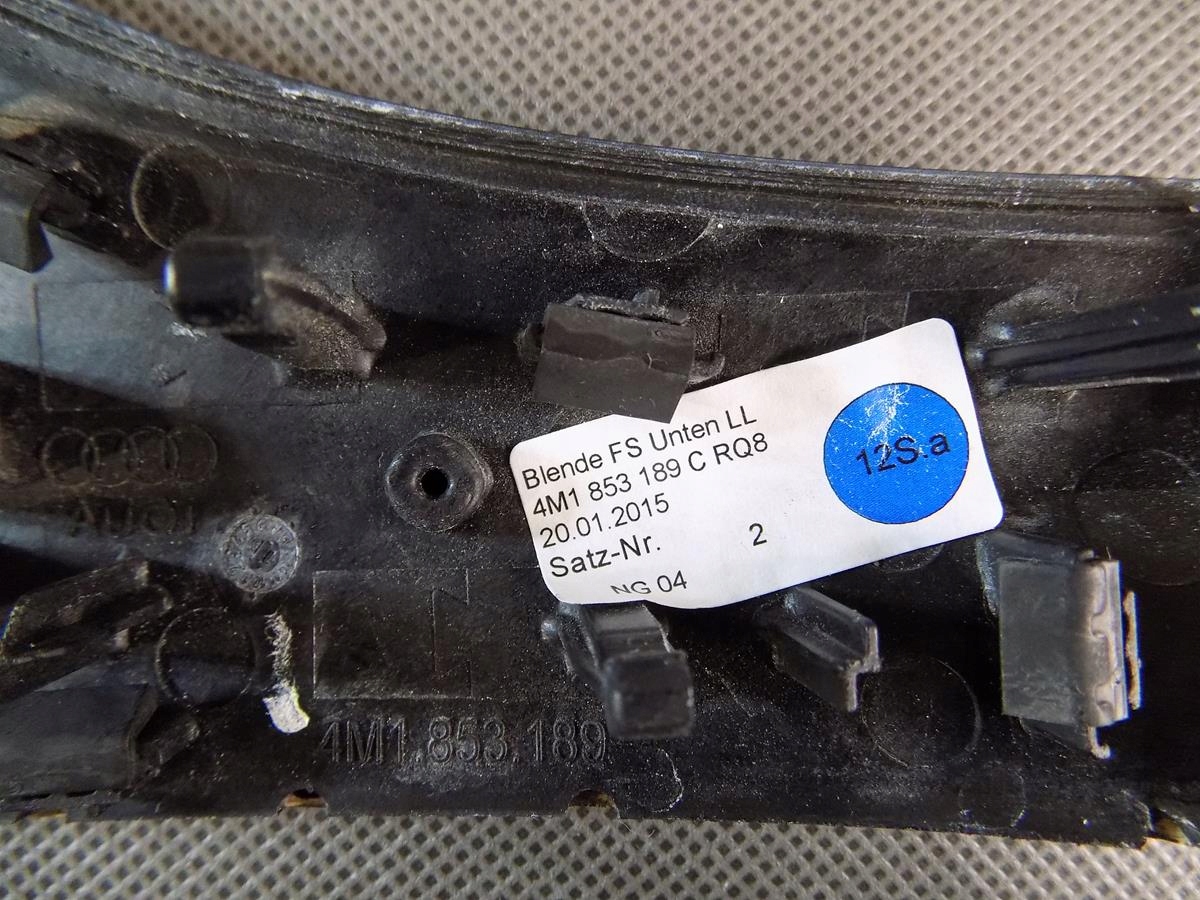 Blende FS Unten LL
4M1 853 189 C RQ8
20.01.2015
Satz-Nr. 2
NG 04
12S.a
AUDI
4M1.853.189